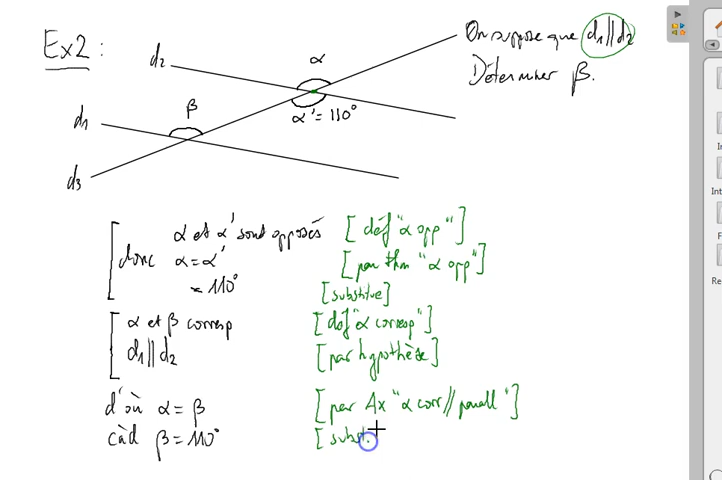 Ex2 :
On suppose que d1 // d2
Déterminer β.
d2
α
β
α' = 110°
d1
d3
α et α' sont opposés [déf "α opp"]
donc α = α' [par thm "α opp"]
= 110° [substitue]
α et β corresp [déf "α corresp"]
d1 // d2 [par hypothèse]
d'où α = β [par Ax "α corr // parall"]
càd β = 110° [subst.